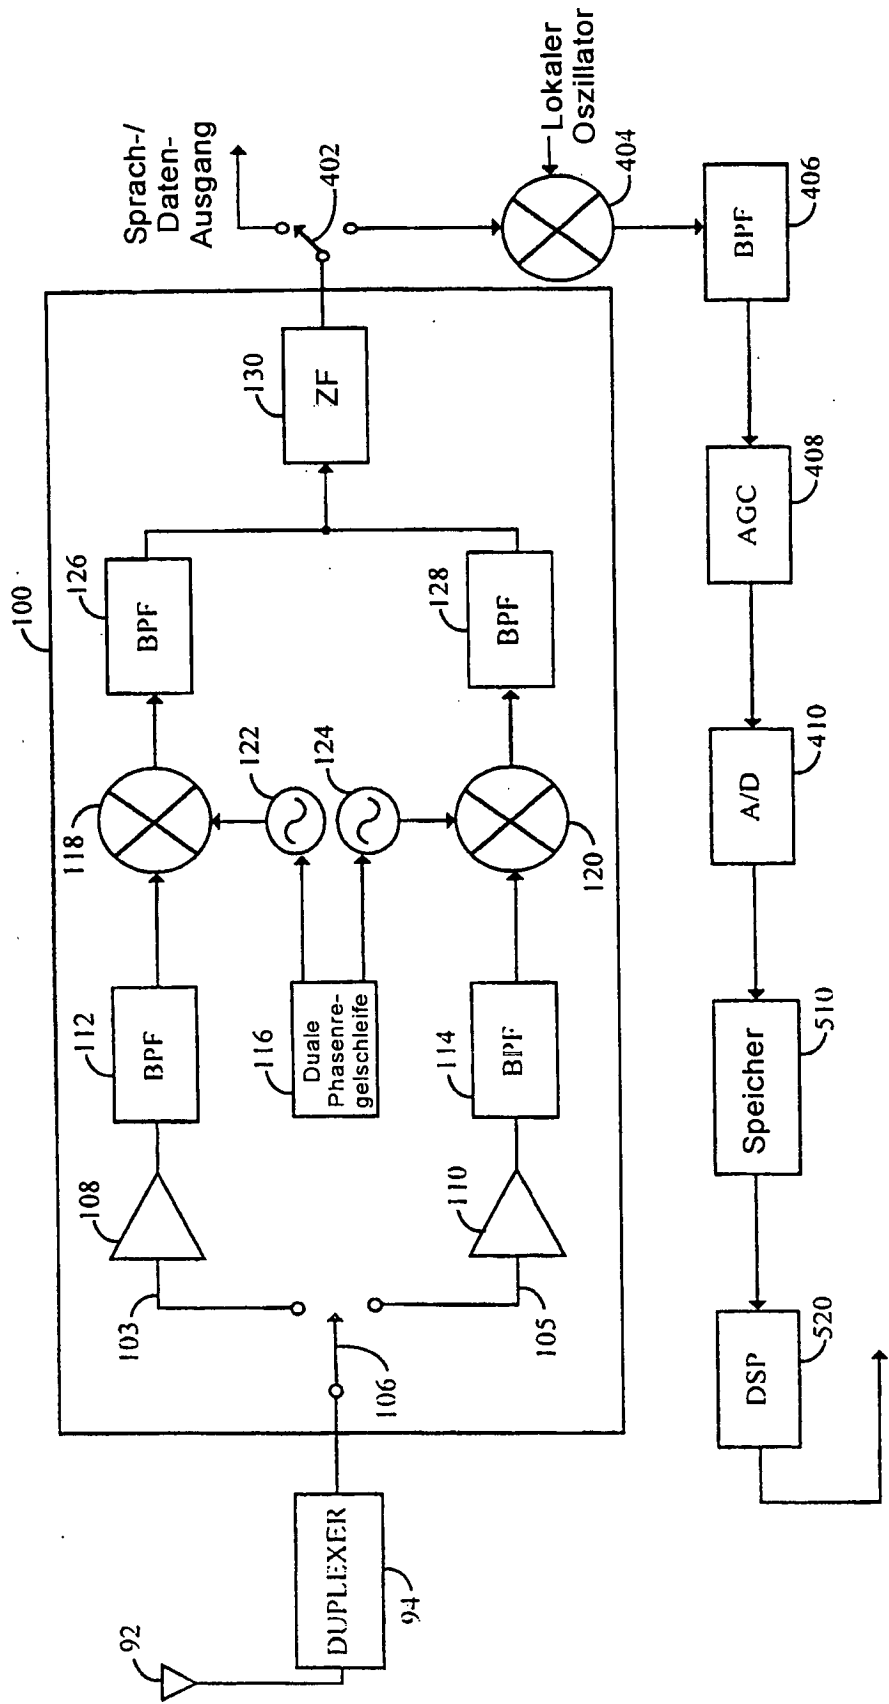 92
DUPLEXER
94
100
106
103
105
108
110
112
BPF
114
BPF
116
Duale
Phasenre-
gelschleife
118
120
122
124
126
BPF
128
BPF
130
ZF
Sprach-/
Daten-
Ausgang
402
Lokaler
Oszillator
404
BPF
406
AGC
408
A/D
410
Speicher
510
DSP
520